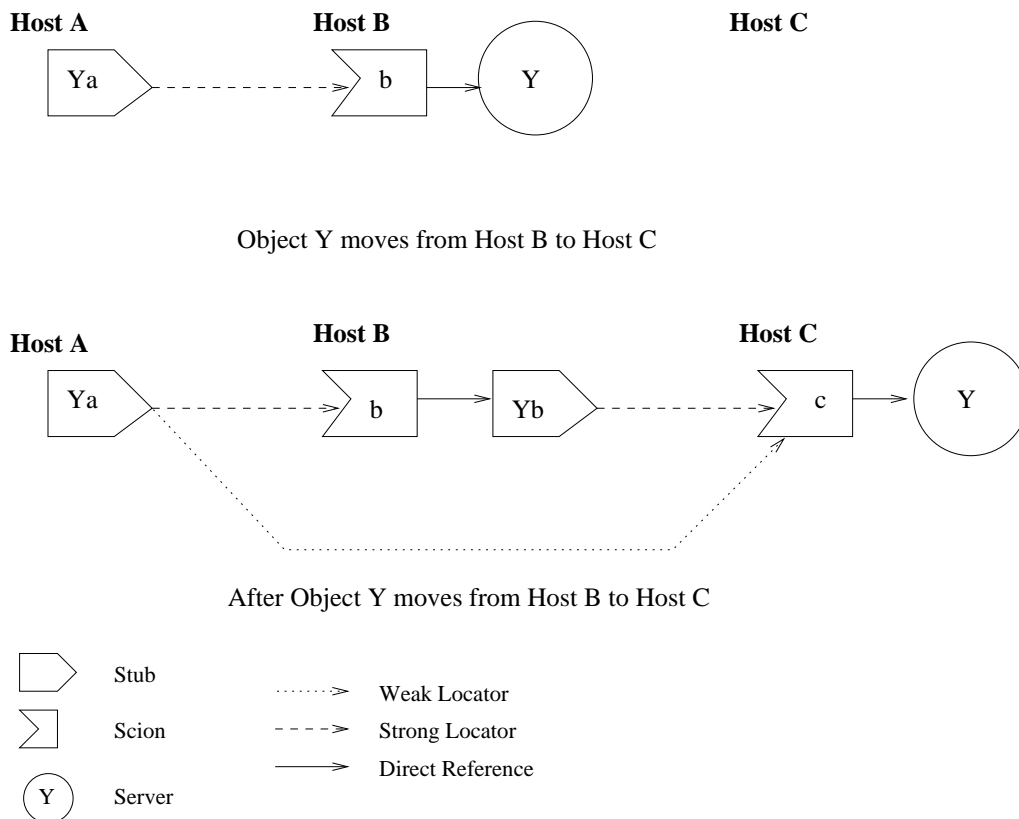 Host A Host B Host C
Ya b Y
Object Y moves from Host B to Host C
Host A Host B Host C
Ya b Yb c Y
After Object Y moves from Host B to Host C
Stub
Weak Locator
Scion
Strong Locator
Direct Reference
Y Server